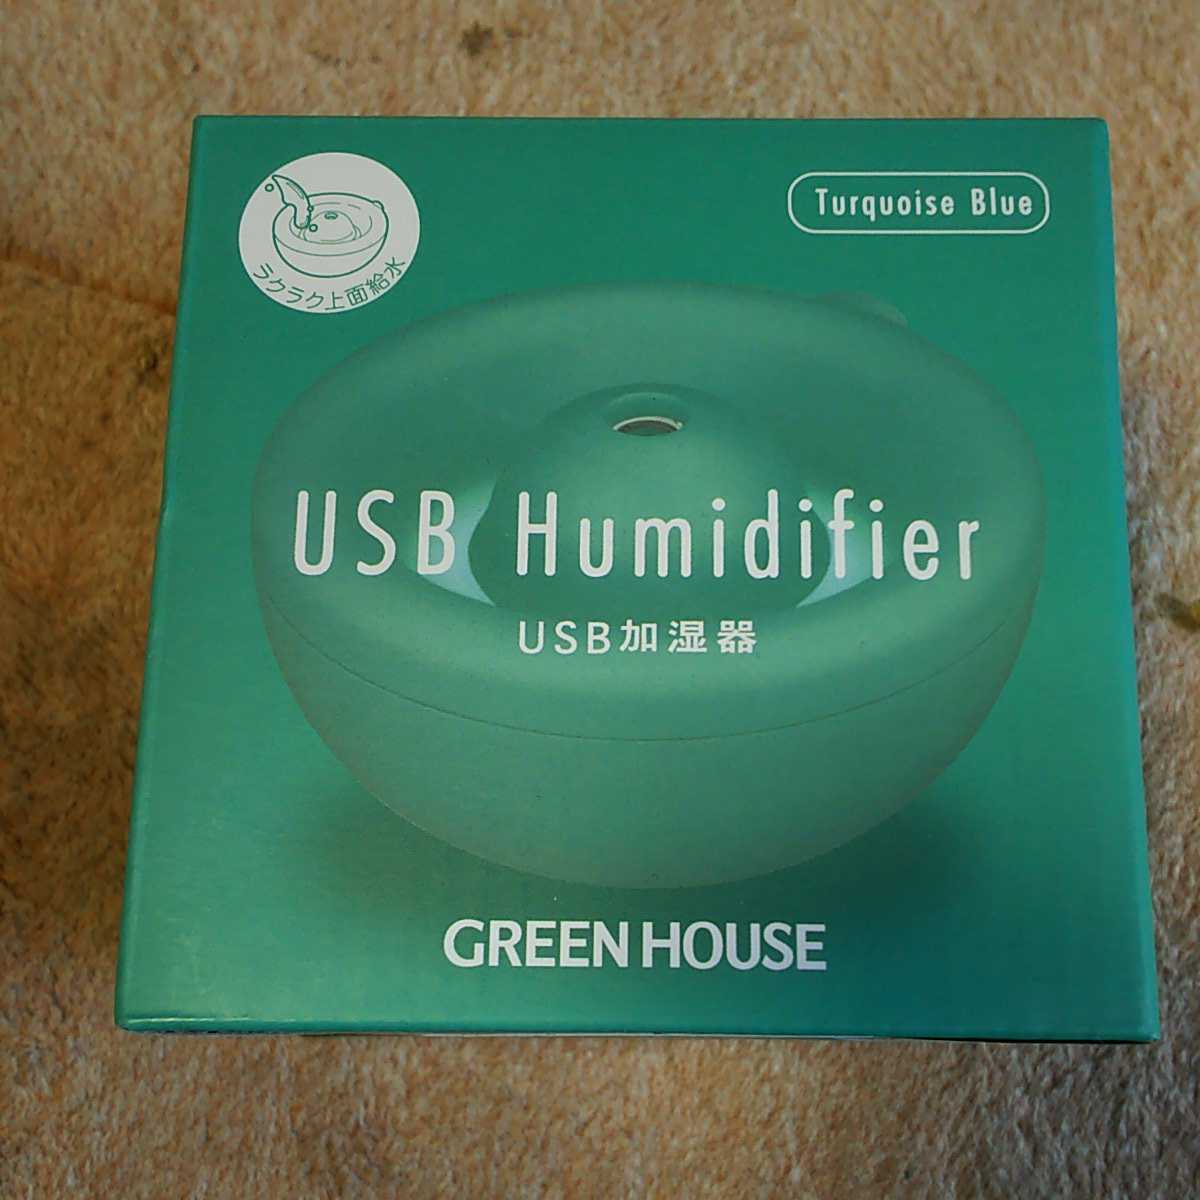 ラクラク上面給水
Turquoise Blue
USB Humidifier
USB加湿器
GREEN HOUSE